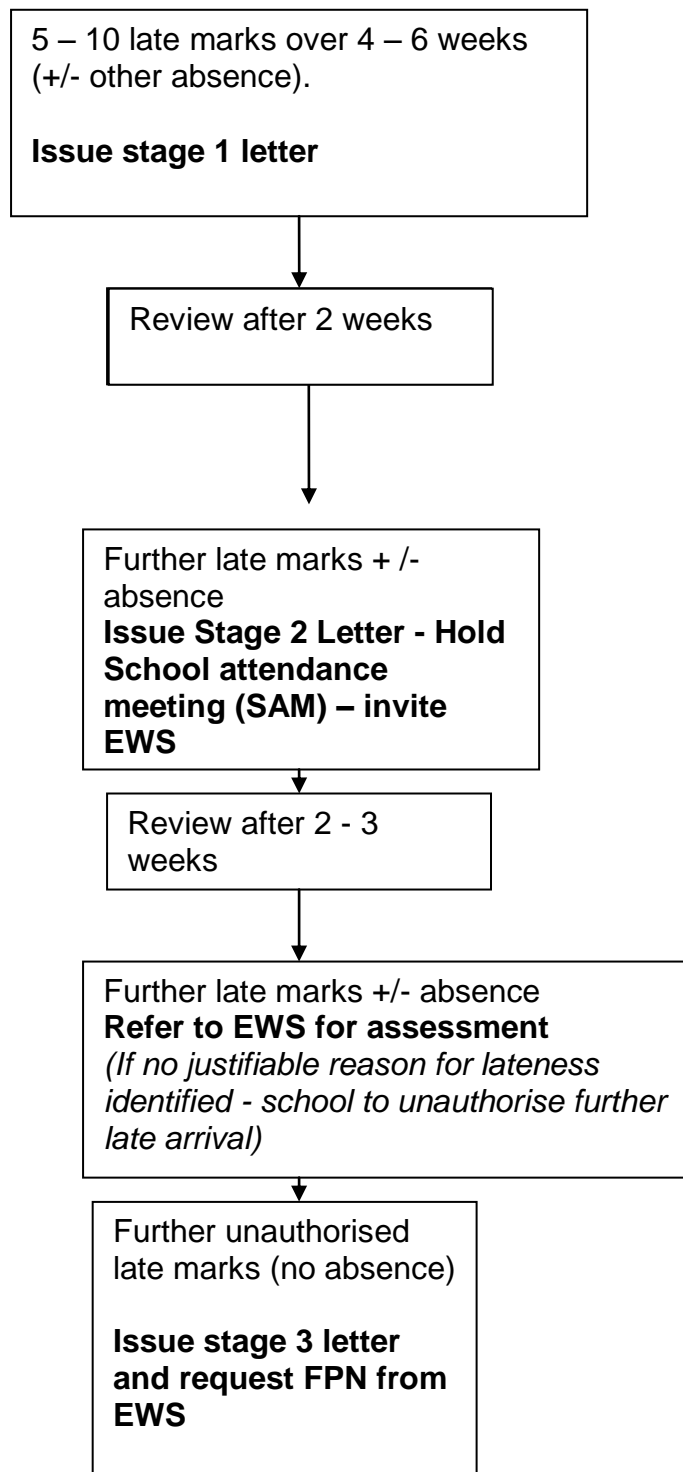 5 – 10 late marks over 4 – 6 weeks
(+/- other absence).
Issue stage 1 letter
Review after 2 weeks
Further late marks + /-
absence
Issue Stage 2 Letter - Hold
School attendance
meeting (SAM) – invite
EWS
Review after 2 - 3
weeks
Further late marks +/- absence
Refer to EWS for assessment
(If no justifiable reason for lateness
identified - school to unauthorise further
late arrival)
Further unauthorised
late marks (no absence)
Issue stage 3 letter
and request FPN from
EWS